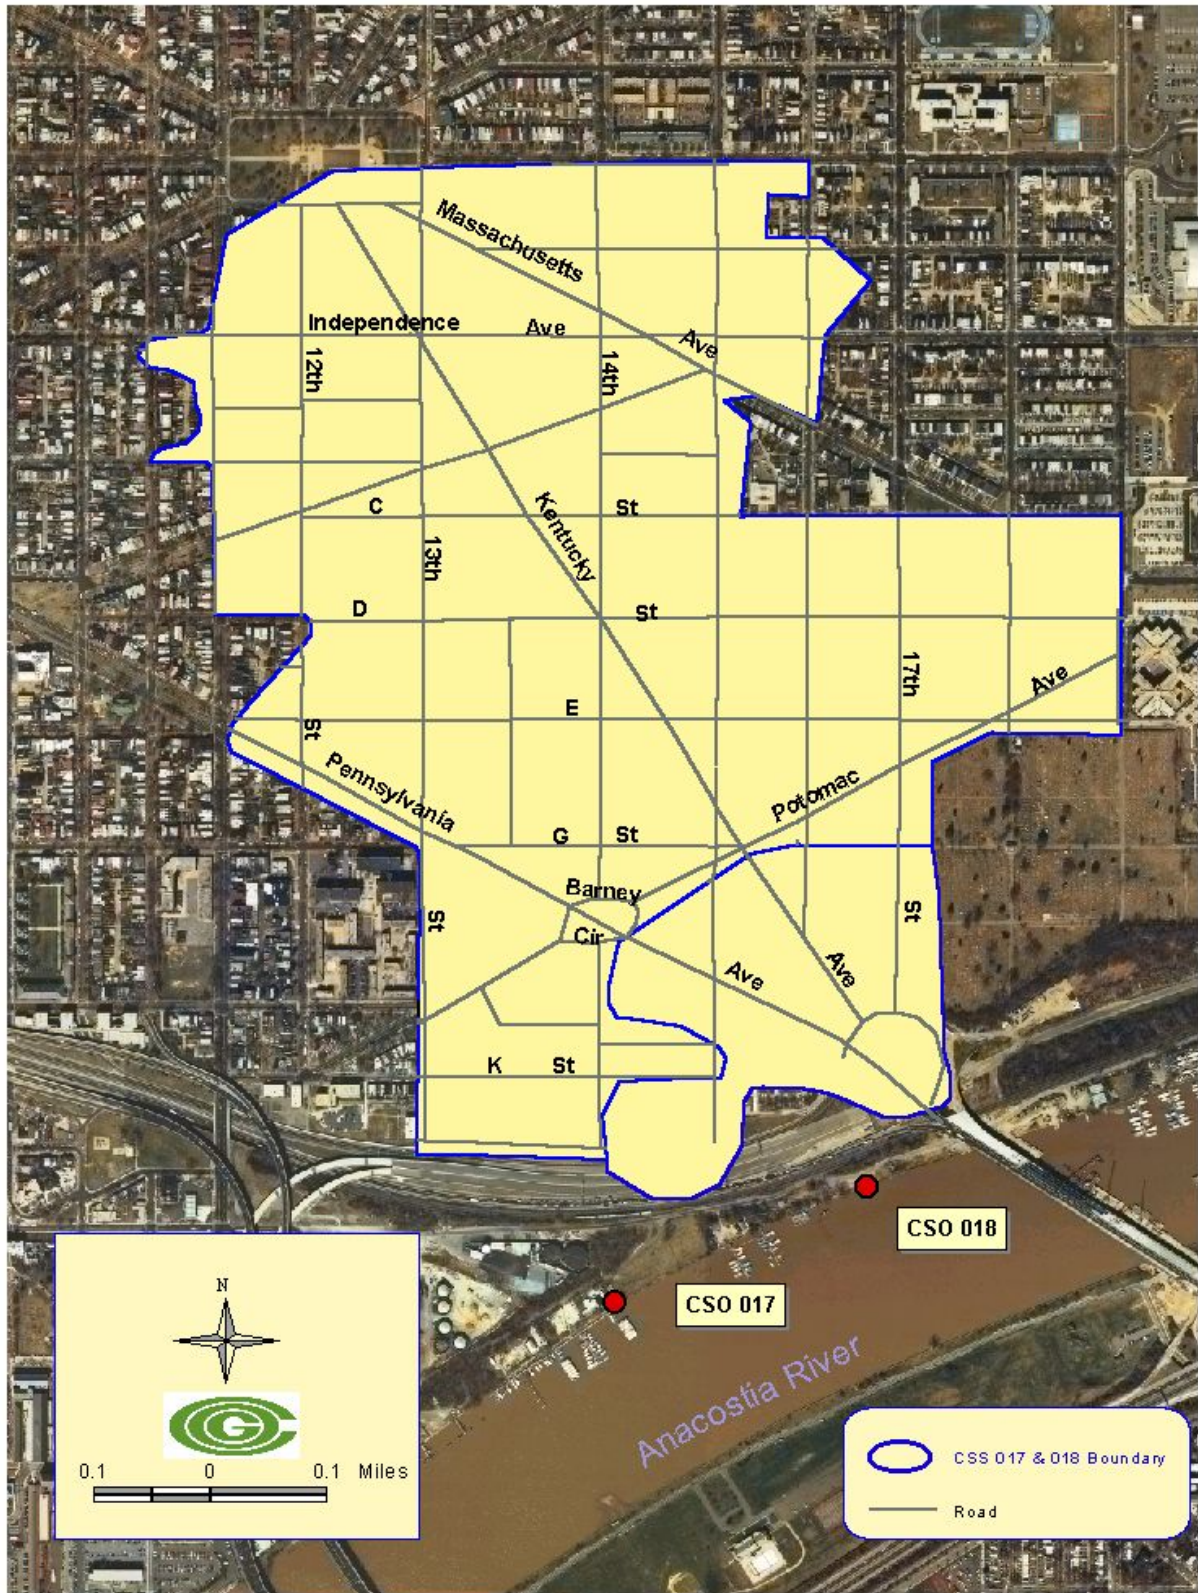 Massachusetts
Ave
Independence
Ave
12th
14th
C
St
Kentucky
13th
D
St
17th
Ave
E
St
Pennsylvania
Potomac
G
St
Barney
Cir
St
St
Ave
Ave
K
St
CSO 018
CSO 017
Anacostia River
N
COG
0.1
0
0.1
Miles
CSS 017 & 018 Boundary
Road